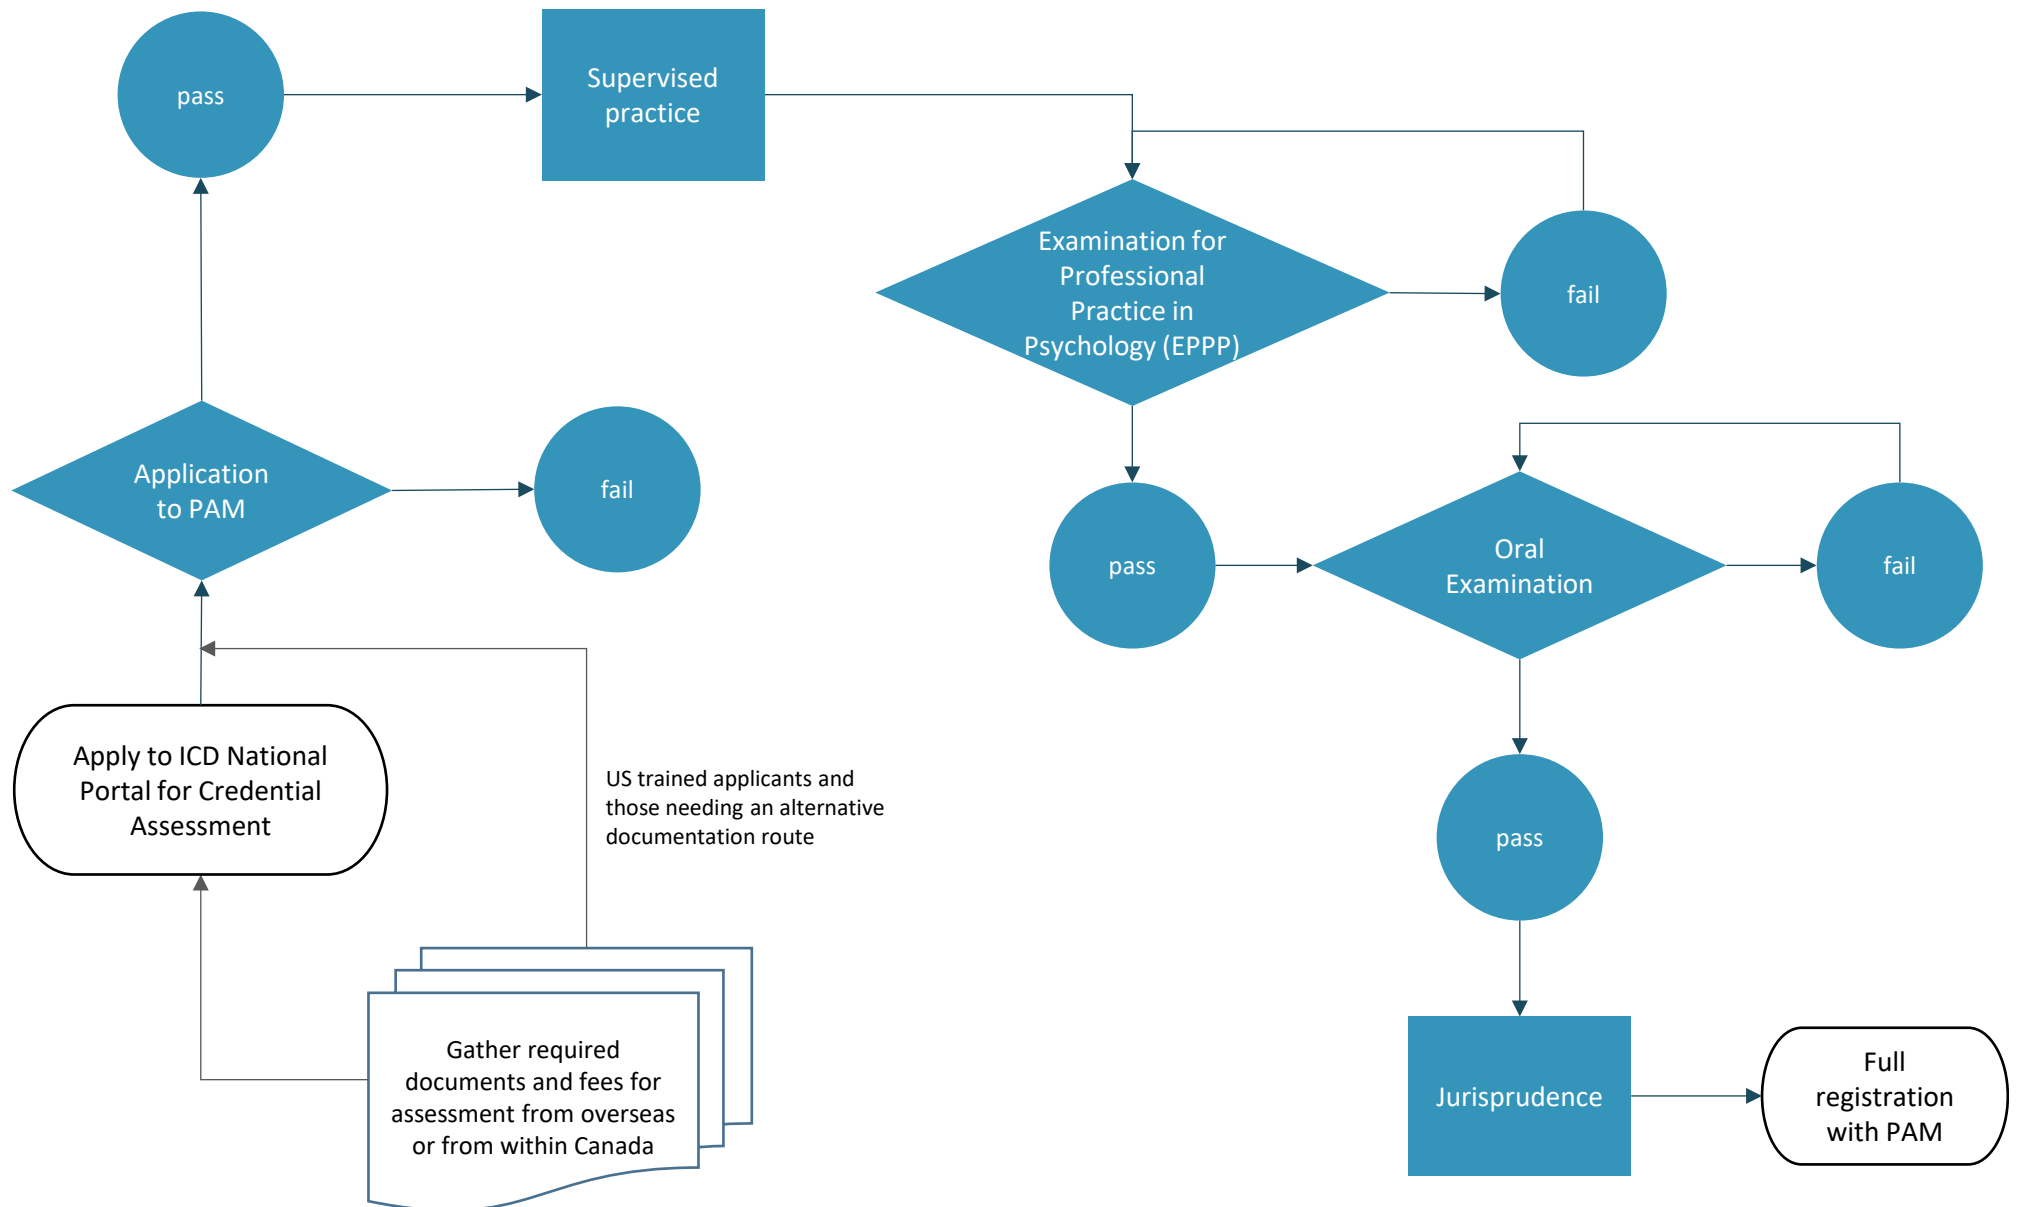 pass
Supervised
practice
Examination for
Professional
Practice in
Psychology (EPPP)
fail
Application
to PAM
fail
pass
Oral
Examination
fail
Apply to ICD National
Portal for Credential
Assessment
US trained applicants and
those needing an alternative
documentation route
pass
Gather required
documents and fees for
assessment from overseas
or from within Canada
Jurisprudence
Full
registration
with PAM